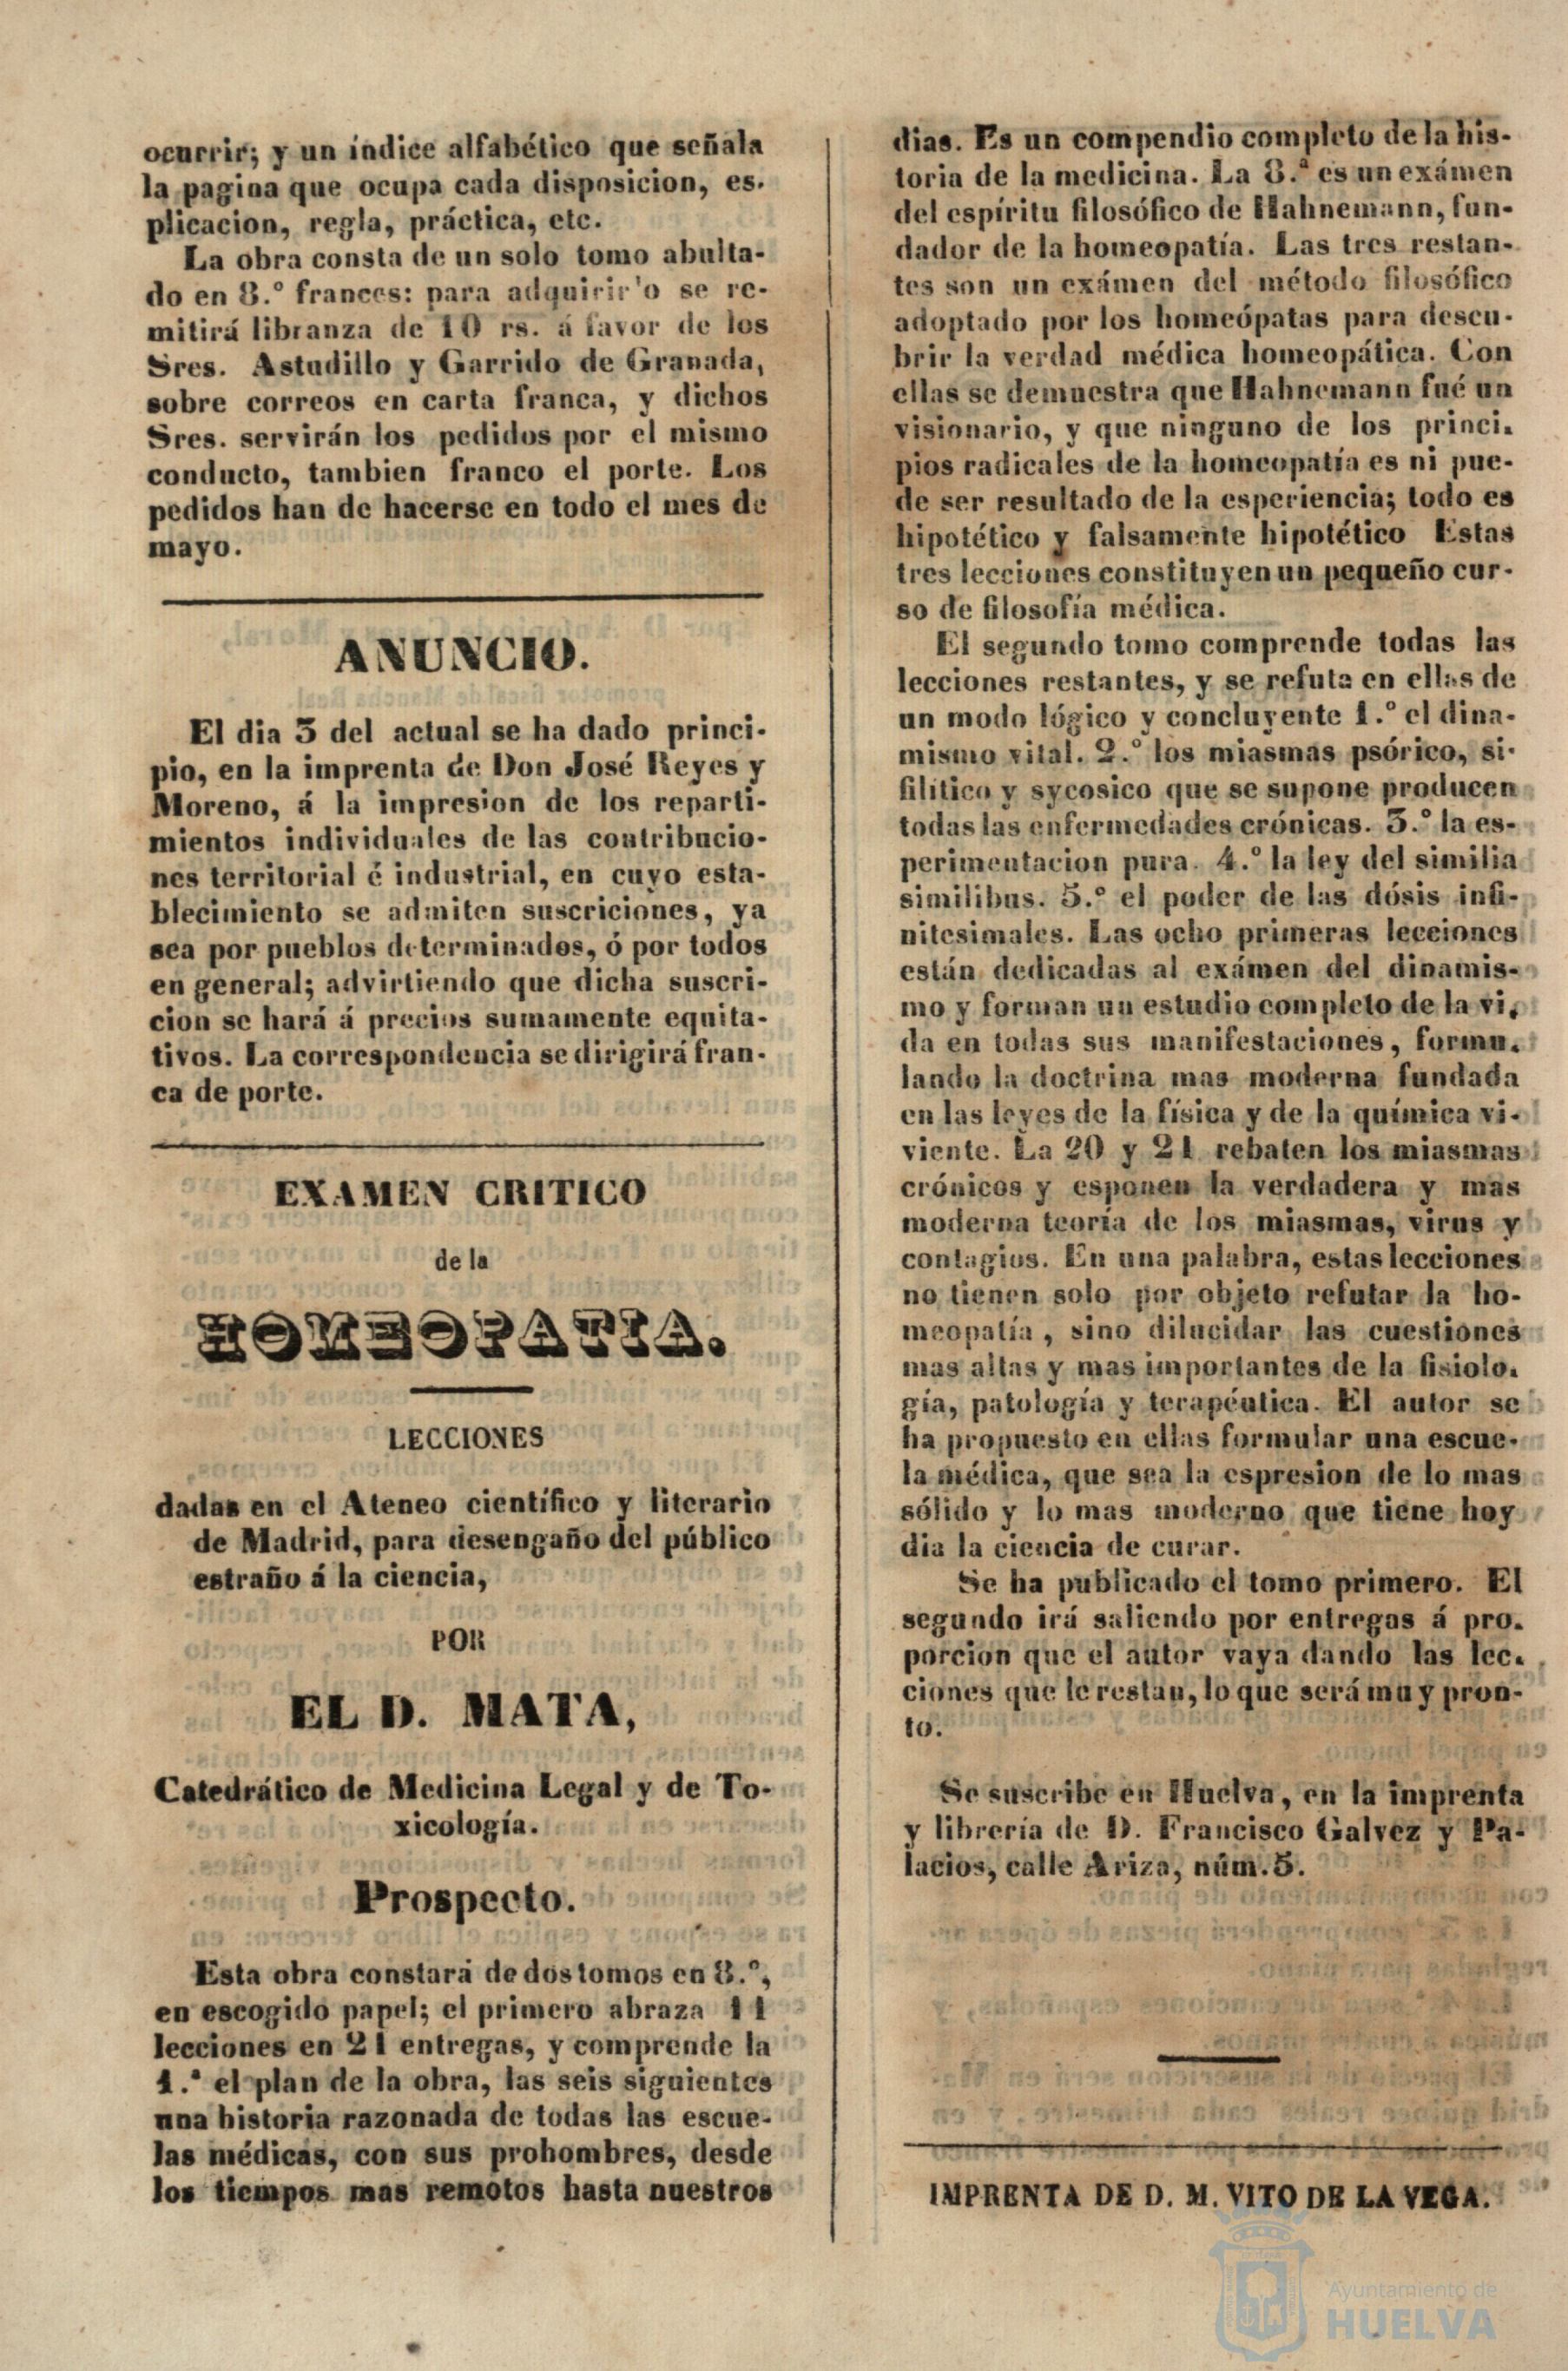 ocurrir; y un indice alfabético que señala
la pagina que ocupa cada disposicion, es.
plicacion, regla, práctica, etc.
La obra consta de un solo tomo abulta-
do en 8.º frances: para adquirir'o se re-
mitirá libranza de 10 rs. á favor de los
Sres. Astudillo y Garrido de Granada,
sobre correos en carta franca, y dichos
Sres. servirán los pedidos por el mismo
conducto, tambien franco el porte. Los
pedidos han de hacerse en todo el mes de
mayo.
ANUNCIO.
El dia 3 del actual se ha dado princi-
pio, en la imprenta de Don José Reyes y
Moreno, á la impresion de los reparti-
mientos individuales de las contribucio-
nes territorial é industrial, en cuyo esta-
blecimiento se admiten suscriciones, ya
sea por pueblos determinados, ó por todos
en general; advirtiendo que dicha suscri-
cion se hará á precios sumamente equita-
tivos. La correspondencia se dirigirá fran-
ca de porte.
EXAMEN CRITICO
de la
HOMEOPATIA.
LECCIONES
dadas en el Ateneo científico y literario
de Madrid, para desengaño del público
estraño á la ciencia,
POR
EL D. MATA,
Catedrático de Medicina Legal y de To-
xicología.
Prospecto.
Esta obra constará de dos tomos en 8.º,
en escogido papel; el primero abraza 11
lecciones en 21 entregas, y comprende la
1.ª el plan de la obra, las seis siguientes
una historia razonada de todas las escue-
las médicas, con sus prohombres, desde
los tiempos mas remotos hasta nuestros
dias. Es un compendio completo de la his-
toria de la medicina. La 8.ª es un exámen
del espíritu filosófico de Hahnemann, fun-
dador de la homeopatía. Las tres restan-
tes son un exámen del método filosófico
adoptado por los homeópatas para descu-
brir la verdad médica homeopática. Con
ellas se demuestra que Hahnemann fué un
visionario, y que ninguno de los princi.
pios radicales de la homeopatía es ni pue-
de ser resultado de la esperiencia; todo es
hipotético y falsamente hipotético Estas
tres lecciones constituyen un pequeño cur-
so de filosofía médica.
El segundo tomo comprende todas las
lecciones restantes, y se refuta en ellas de
un modo lógico y concluyente 1.º el dina-
mismo vital. 2.º los miasmas psórico, si-
filitico y sycosico que se supone producen
todas las enfermedades crónicas. 3.º la es-
perimentacion pura. 4.º la ley del similia
similibus. 5.º el poder de las dósis infi-
nitesimales. Las ocho primeras lecciones
están dedicadas al exámen del dinamis-
mo y forman un estudio completo de la vi.
da en todas sus manifestaciones, formu.
lando la doctrina mas moderna fundada
en las leyes de la física y de la química vi-
viente. La 20 y 21 rebaten los miasmas
crónicos y esponen la verdadera y mas
moderna teoría de los miasmas, virus y
contagios. En una palabra, estas lecciones
no tienen solo por objeto refutar la ho-
meopatía, sino dilucidar las cuestiones
mas altas y mas importantes de la fisiolo.
gía, patología y terapéutica. El autor se
ha propuesto en ellas formular una escue-
la médica, que sea la espresion de lo mas
sólido y lo mas moderno que tiene hoy
dia la ciencia de curar.
Se ha publicado el tomo primero. El
segundo irá saliendo por entregas á pro.
porcion que el autor vaya dando las lec.
ciones que le restan, lo que será muy pron-
to.
Se suscribe en Huelva, en la imprenta
y librería de D. Francisco Galvez y Pa-
lacios, calle Ariza, núm. 5.
IMPRENTA DE D. M. VITO DE LA VEGA.
Ayuntamiento de
HUELVA